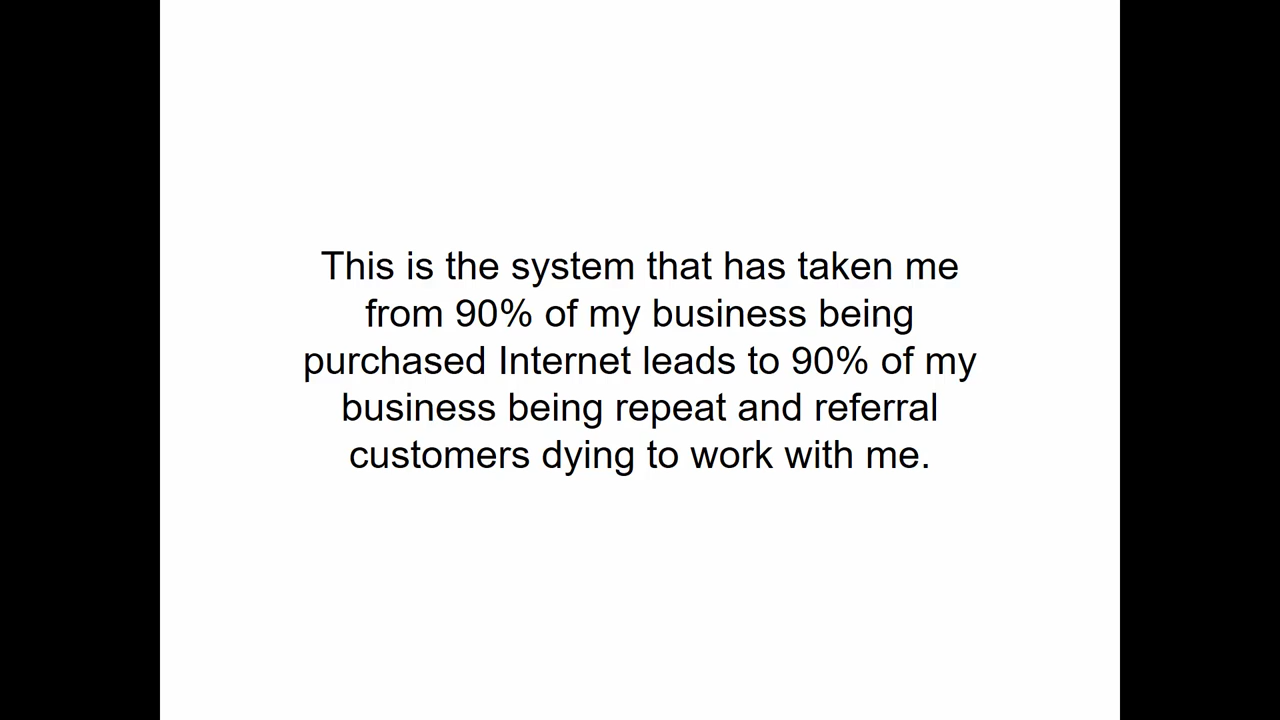 This is the system that has taken me
from 90% of my business being
purchased Internet leads to 90% of my
business being repeat and referral
customers dying to work with me.